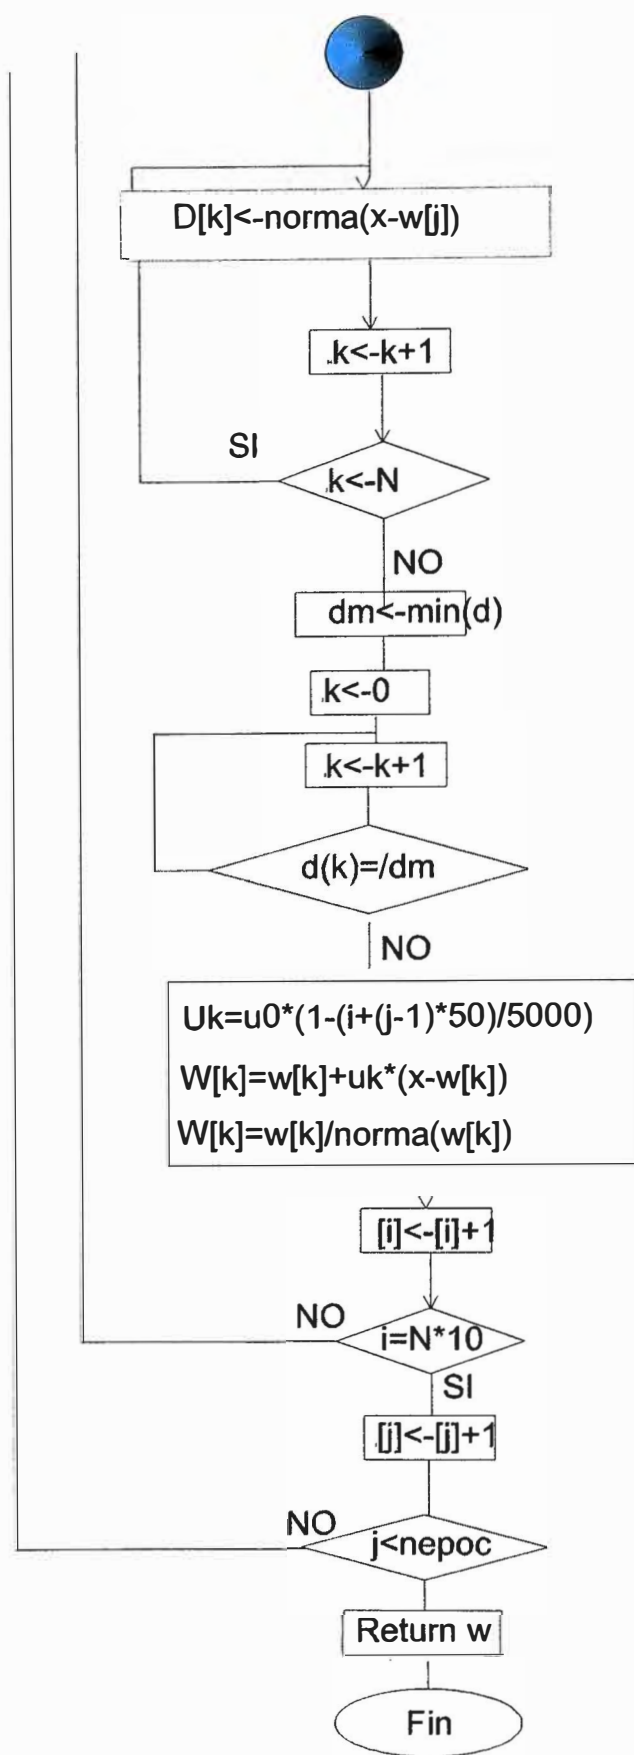 D[k]<-norma(x-w[j])
.k<-k+1
SI
.k<-N
NO
dm<-min(d)
.k<-0
.k<-k+1
d(k)=/dm
NO
Uk=u0*(1-(i+(j-1)*50)/5000)
W[k]=w[k]+uk*(x-w[k])
W[k]=w[k]/norma(w[k])
[i]<-[i]+1
NO
i=N*10
SI
.[j]<-[j]+1
NO
j<nepoc
Return w
Fin